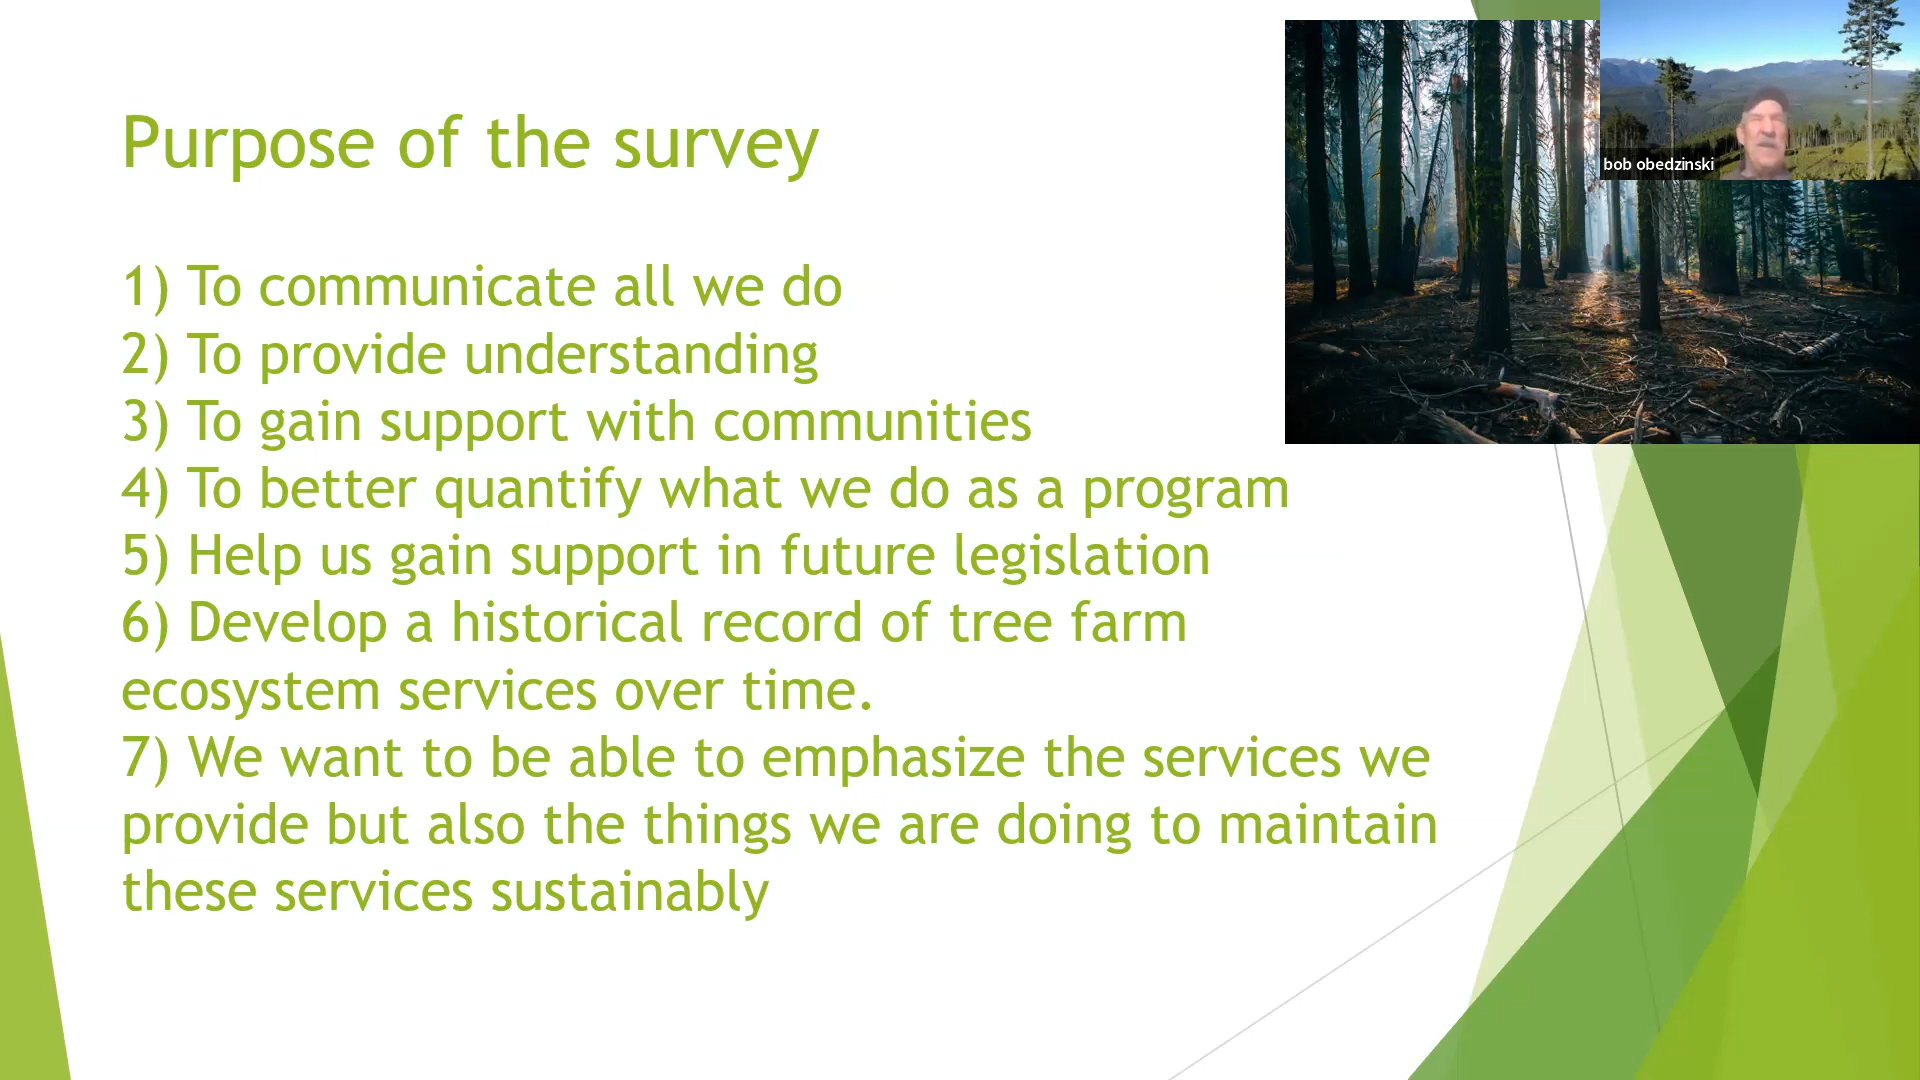 Purpose of the survey
1) To communicate all we do
2) To provide understanding
3) To gain support with communities
4) To better quantify what we do as a program
5) Help us gain support in future legislation
6) Develop a historical record of tree farm
ecosystem services over time.
7) We want to be able to emphasize the services we
provide but also the things we are doing to maintain
these services sustainably
bob obedzinski